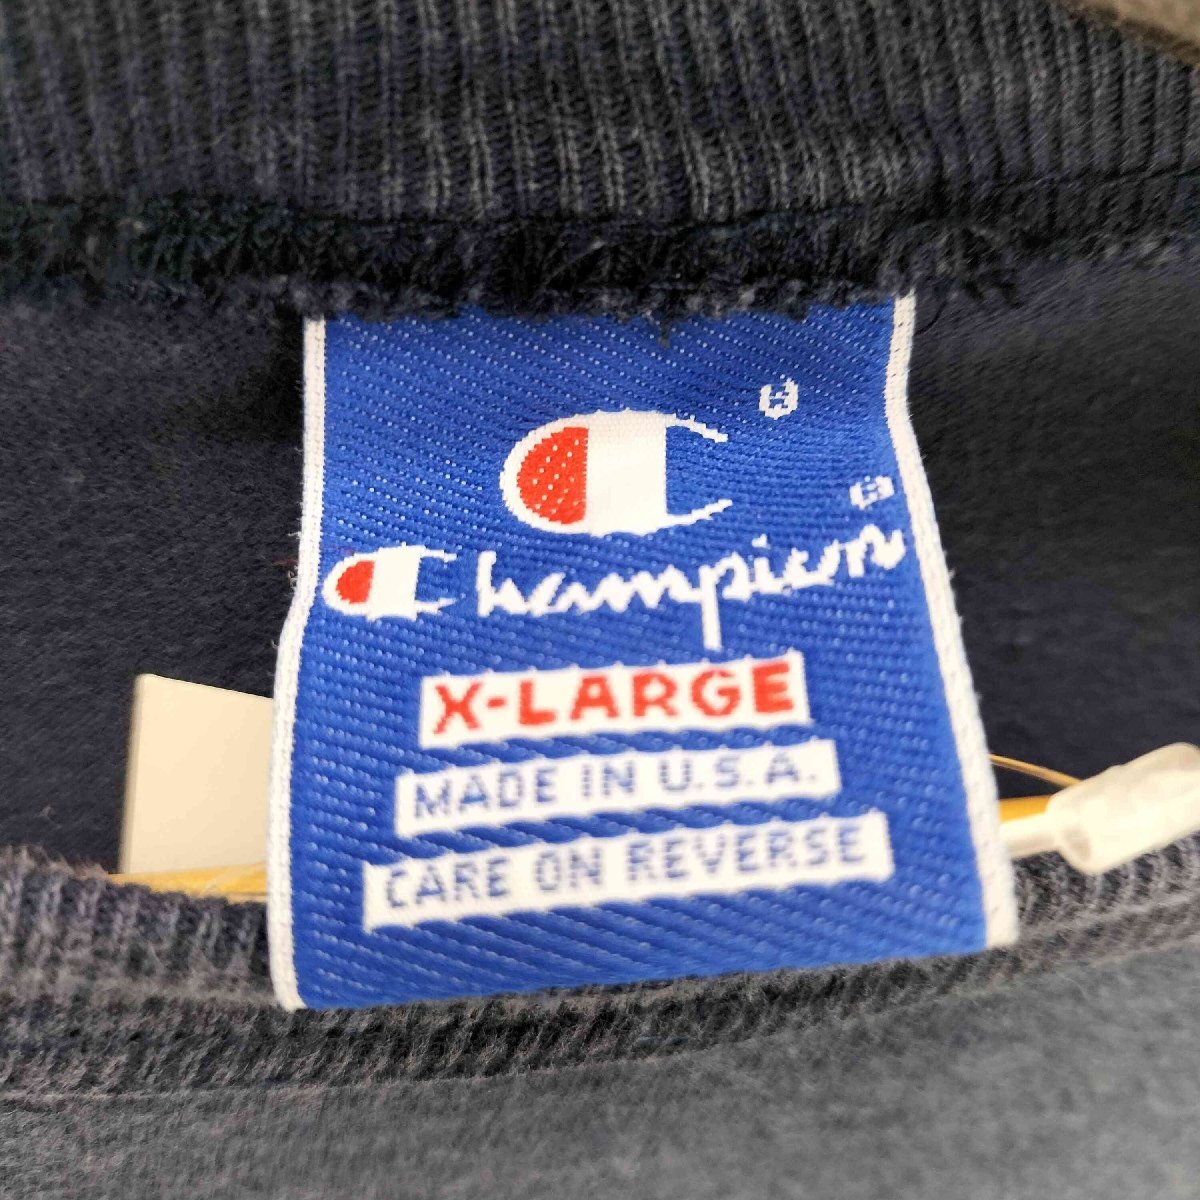 C ®
Champion ®
X-LARGE
MADE IN U.S.A.
CARE ON REVERSE